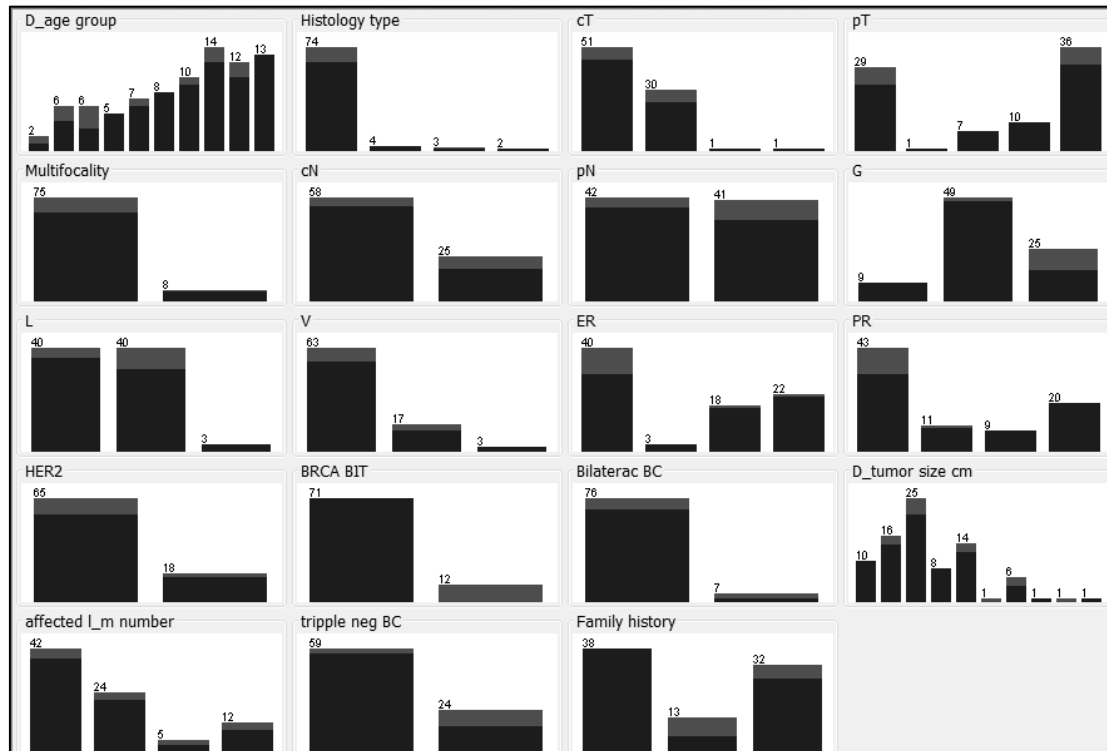 D_age group
2 6 6 5 7 8 10 14 12 13
Histology type
74 4 3 2
cT
51 30 1 1
pT
29 1 7 10 36
Multifocality
75 8
cN
58 25
pN
42 41
G
9 49 25
L
40 40 3
V
63 17 3
ER
40 3 18 22
PR
43 11 9 20
HER2
65 18
BRCA BIT
71 12
Bilaterac BC
76 7
D_tumor size cm
10 16 25 8 14 1 6 1 1 1
affected l_m number
42 24 5 12
tripple neg BC
59 24
Family history
38 13 32